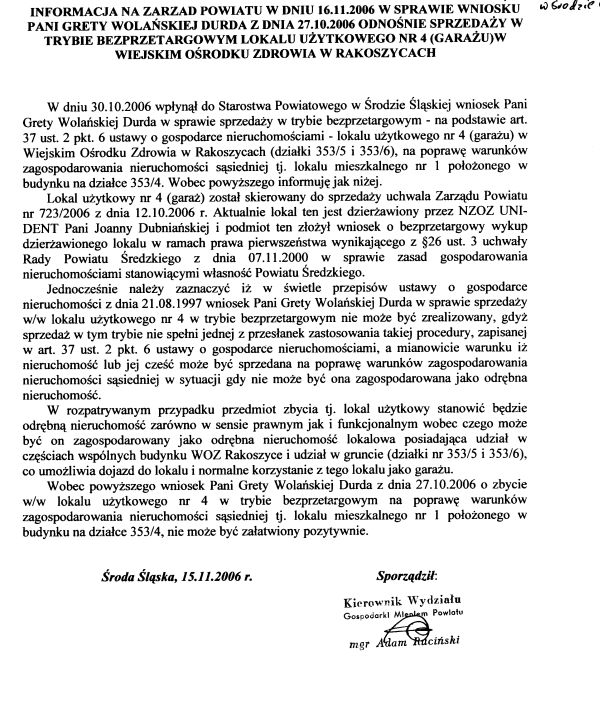 w Środzie
INFORMACJA NA ZARZAD POWIATU W DNIU 16.11.2006 W SPRAWIE WNIOSKU
PANI GRETY WOLAŃSKIEJ DURDA Z DNIA 27.10.2006 ODNOŚNIE SPRZEDAŻY W
TRYBIE BEZPRZETARGOWYM LOKALU UŻYTKOWEGO NR 4 (GARAŻU)W
WIEJSKIM OŚRODKU ZDROWIA W RAKOSZYCACH
W dniu 30.10.2006 wpłynął do Starostwa Powiatowego w Środzie Śląskiej wniosek Pani
Grety Wolańskiej Durda w sprawie sprzedaży w trybie bezprzetargowym - na podstawie art.
37 ust. 2 pkt. 6 ustawy o gospodarce nieruchomościami - lokalu użytkowego nr 4 (garażu) w
Wiejskim Ośrodku Zdrowia w Rakoszycach (działki 353/5 i 353/6), na poprawę warunków
zagospodarowania nieruchomości sąsiedniej tj. lokalu mieszkalnego nr 1 położonego w
budynku na działce 353/4. Wobec powyższego informuję jak niżej.
Lokal użytkowy nr 4 (garaż) został skierowany do sprzedaży uchwala Zarządu Powiatu
nr 723/2006 z dnia 12.10.2006 r. Aktualnie lokal ten jest dzierżawiony przez NZOZ UNI-
DENT Pani Joanny Dubniańskiej i podmiot ten złożył wniosek o bezprzetargowy wykup
dzierżawionego lokalu w ramach prawa pierwszeństwa wynikającego z §26 ust. 3 uchwały
Rady Powiatu Średzkiego z dnia 07.11.2000 w sprawie zasad gospodarowania
nieruchomościami stanowiącymi własność Powiatu Średzkiego.
Jednocześnie należy zaznaczyć iż w świetle przepisów ustawy o gospodarce
nieruchomości z dnia 21.08.1997 wniosek Pani Grety Wolańskiej Durda w sprawie sprzedaży
w/w lokalu użytkowego nr 4 w trybie bezprzetargowym nie może być zrealizowany, gdyż
sprzedaż w tym trybie nie spełni jednej z przesłanek zastosowania takiej procedury, zapisanej
w art. 37 ust. 2 pkt. 6 ustawy o gospodarce nieruchomościami, a mianowicie warunku iż
nieruchomość lub jej cześć może być sprzedana na poprawę warunków zagospodarowania
nieruchomości sąsiedniej w sytuacji gdy nie może być ona zagospodarowana jako odrębna
nieruchomość.
W rozpatrywanym przypadku przedmiot zbycia tj. lokal użytkowy stanowić będzie
odrębną nieruchomość zarówno w sensie prawnym jak i funkcjonalnym wobec czego może
być on zagospodarowany jako odrębna nieruchomość lokalowa posiadająca udział w
częściach wspólnych budynku WOZ Rakoszyce i udział w gruncie (działki nr 353/5 i 353/6),
co umożliwia dojazd do lokalu i normalne korzystanie z tego lokalu jako garażu.
Wobec powyższego wniosek Pani Grety Wolańskiej Durda z dnia 27.10.2006 o zbycie
w/w lokalu użytkowego nr 4 w trybie bezprzetargowym na poprawę warunków
zagospodarowania nieruchomości sąsiedniej tj. lokalu mieszkalnego nr 1 położonego w
budynku na działce 353/4, nie może być załatwiony pozytywnie.
Środa Śląska, 15.11.2006 r.
Sporządził:
Kierownik Wydziału
Gospodarki Mieniem Powiatu
mgr Adam Ruciński